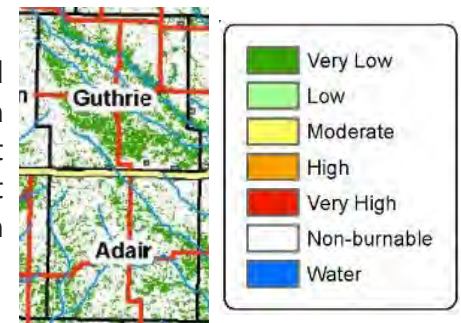 Guthrie
Adair
Very Low
Low
Moderate
High
Very High
Non-burnable
Water